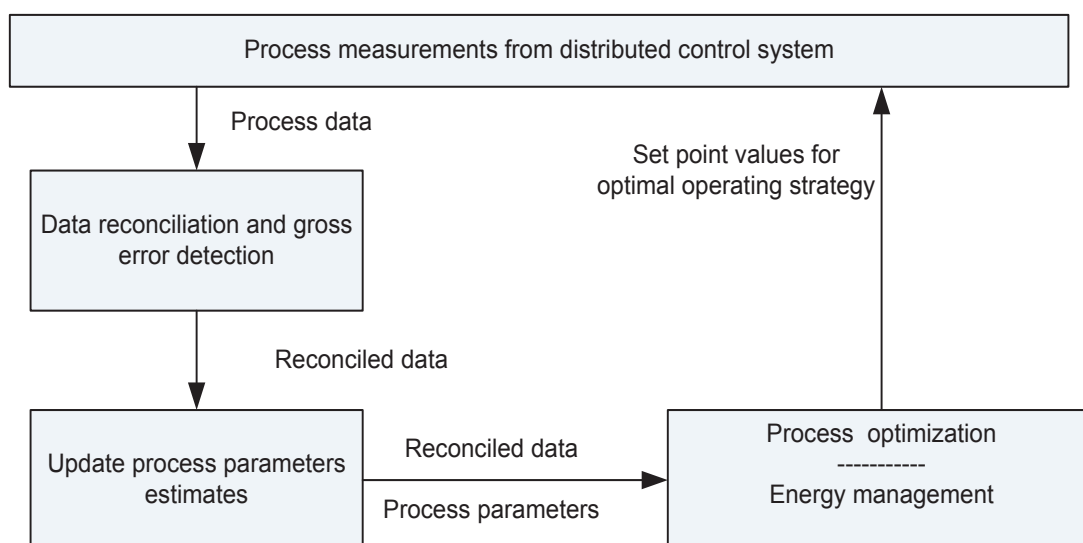 Process measurements from distributed control system
Process data
Set point values for
optimal operating strategy
Data reconciliation and gross
error detection
Reconciled data
Update process parameters
estimates
Reconciled data
Process parameters
Process optimization
-----------
Energy management